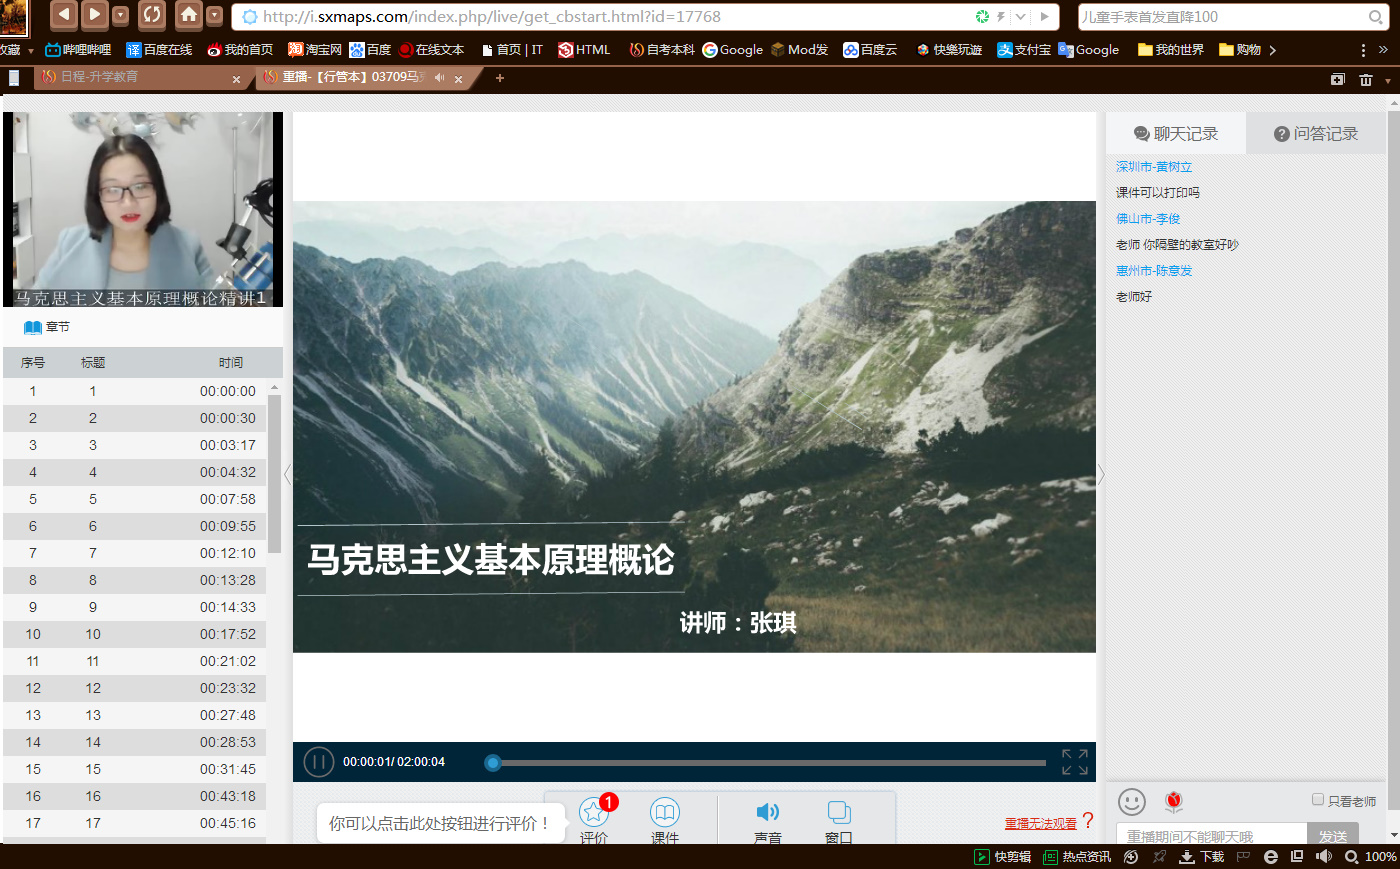 http://i.sxmaps.com/index.php/live/get_cbstart.html?id=17768
儿童手表首发直降100
收藏 哔哩哔哩 百度在线 我的首页 淘宝网 百度 在线文本 首页 | IT HTML 自考本科 Google Mod发 百度云 快樂玩遊 支付宝 Google 我的世界 购物
日程-升学教育
重播-【行管本】03709马克
马克思主义基本原理概论精讲1
章节
序号 标题 时间
1 1 00:00:00
2 2 00:00:30
3 3 00:03:17
4 4 00:04:32
5 5 00:07:58
6 6 00:09:55
7 7 00:12:10
8 8 00:13:28
9 9 00:14:33
10 10 00:17:52
11 11 00:21:02
12 12 00:23:32
13 13 00:27:48
14 14 00:28:53
15 15 00:31:45
16 16 00:43:18
17 17 00:45:16
马克思主义基本原理概论
讲师：张琪
00:00:01/ 02:00:04
你可以点击此处按钮进行评价！
1
评价 课件 声音 窗口
重播无法观看 ?
聊天记录 问答记录
深圳市-黄树立
课件可以打印吗
佛山市-李俊
老师 你隔壁的教室好吵
惠州市-陈意发
老师好
只看老师
重播期间不能聊天哦 发送
快剪辑 热点资讯 下载 100%